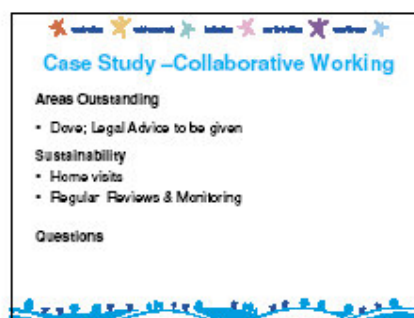 Case Study –Collaborative Working
Areas Outstanding
• Dove; Legal Advice to be given
Sustainability
• Home visits
• Regular Reviews & Monitoring
Questions